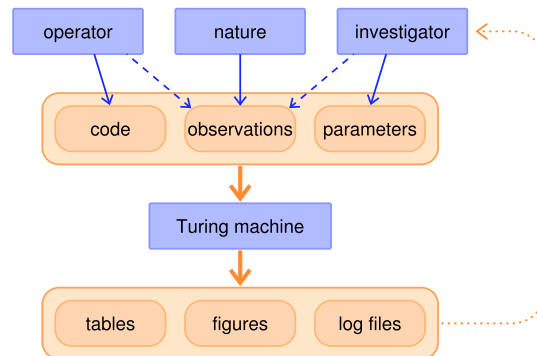 operator
nature
investigator
code
observations
parameters
Turing machine
tables
figures
log files